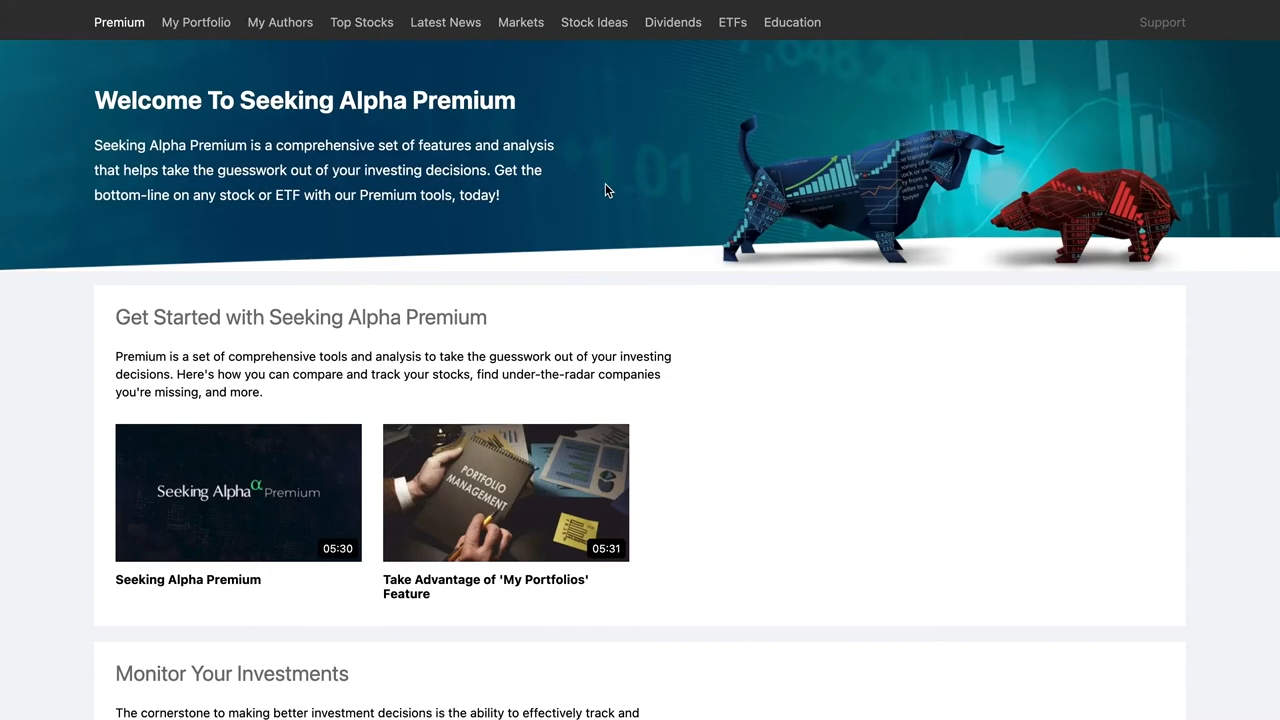 Premium My Portfolio My Authors Top Stocks Latest News Markets Stock Ideas Dividends ETFs Education Support
Welcome To Seeking Alpha Premium
Seeking Alpha Premium is a comprehensive set of features and analysis
that helps take the guesswork out of your investing decisions. Get the
bottom-line on any stock or ETF with our Premium tools, today!
Get Started with Seeking Alpha Premium
Premium is a set of comprehensive tools and analysis to take the guesswork out of your investing
decisions. Here's how you can compare and track your stocks, find under-the-radar companies
you're missing, and more.
Seeking Alphaα Premium
05:30
PORTFOLIO
MANAGEMENT
05:31
Seeking Alpha Premium
Take Advantage of 'My Portfolios'
Feature
Monitor Your Investments
The cornerstone to making better investment decisions is the ability to effectively track and